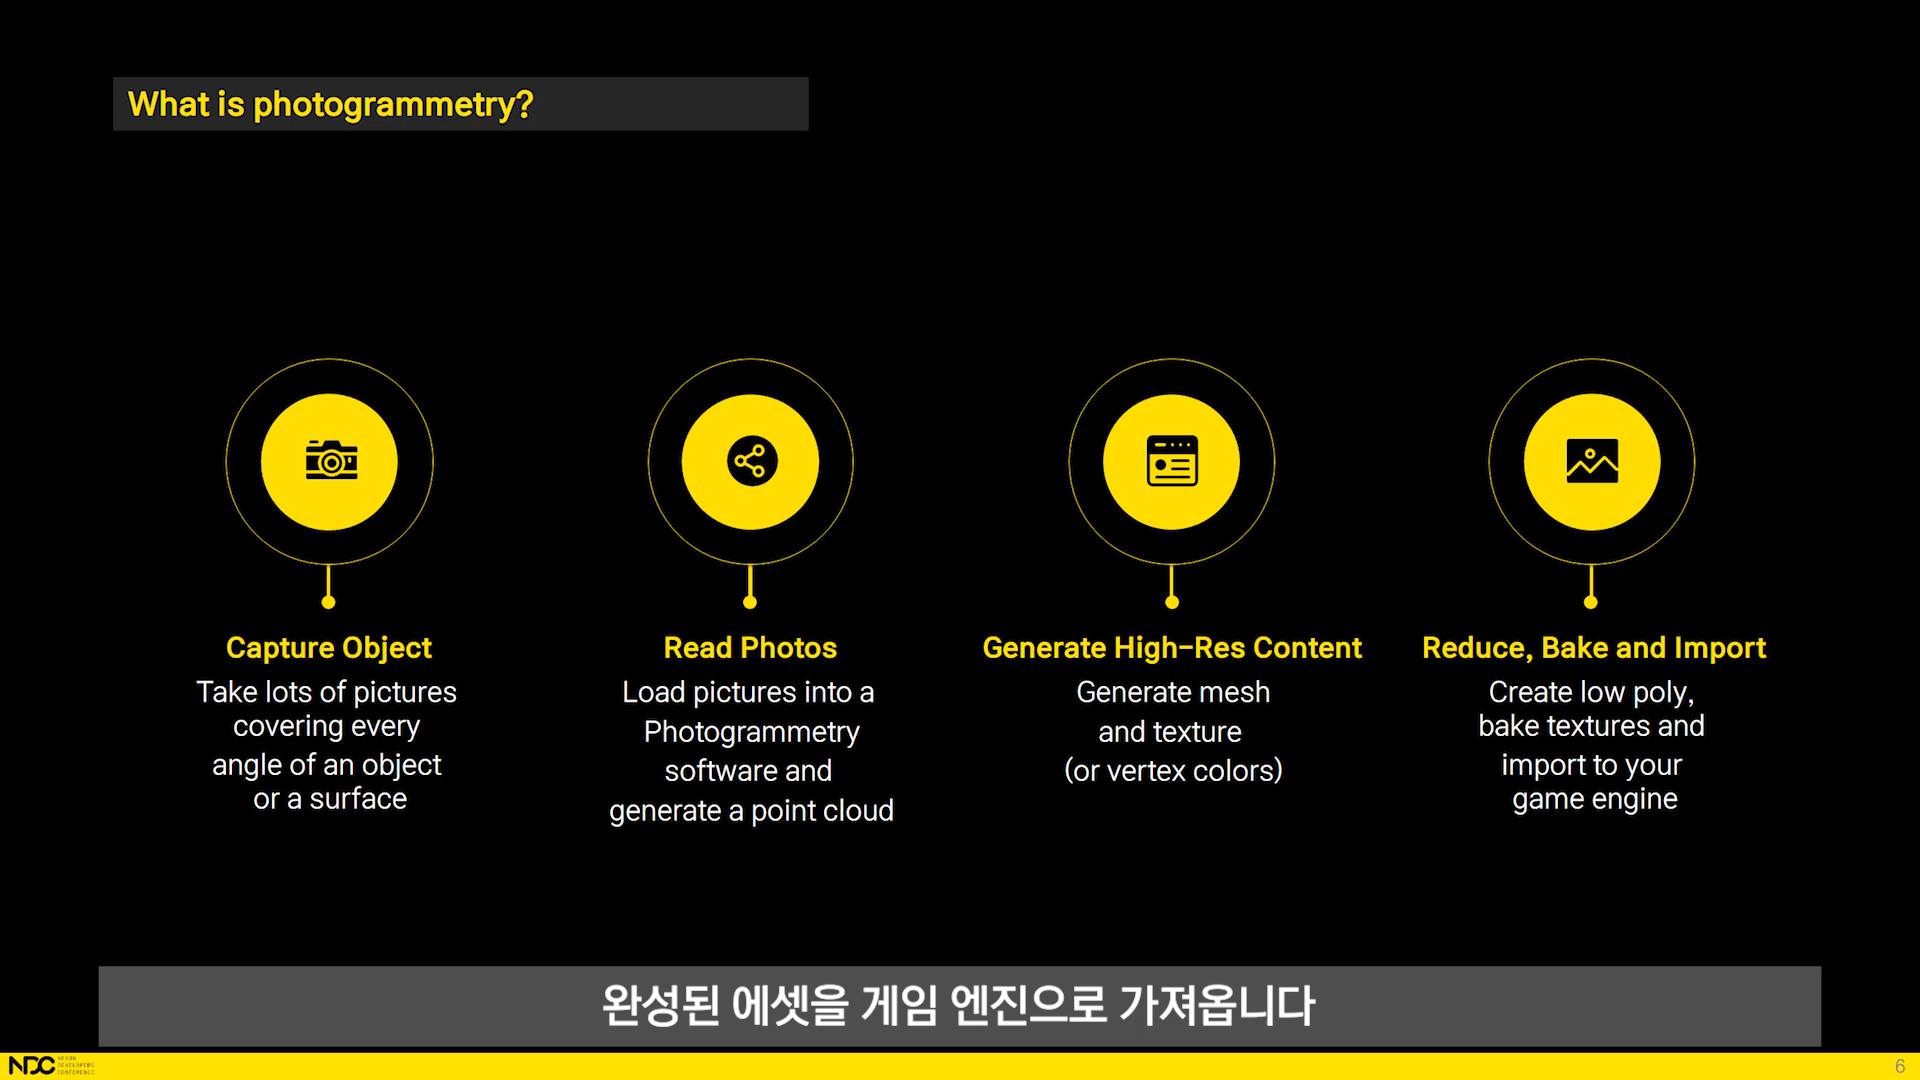 What is photogrammetry?
Capture Object
Take lots of pictures
covering every
angle of an object
or a surface
Read Photos
Load pictures into a
Photogrammetry
software and
generate a point cloud
Generate High-Res Content
Generate mesh
and texture
(or vertex colors)
Reduce, Bake and Import
Create low poly,
bake textures and
import to your
game engine
완성된 에셋을 게임 엔진으로 가져옵니다
NDC
NEXON
DEVELOPERS
CONFERENCE
6